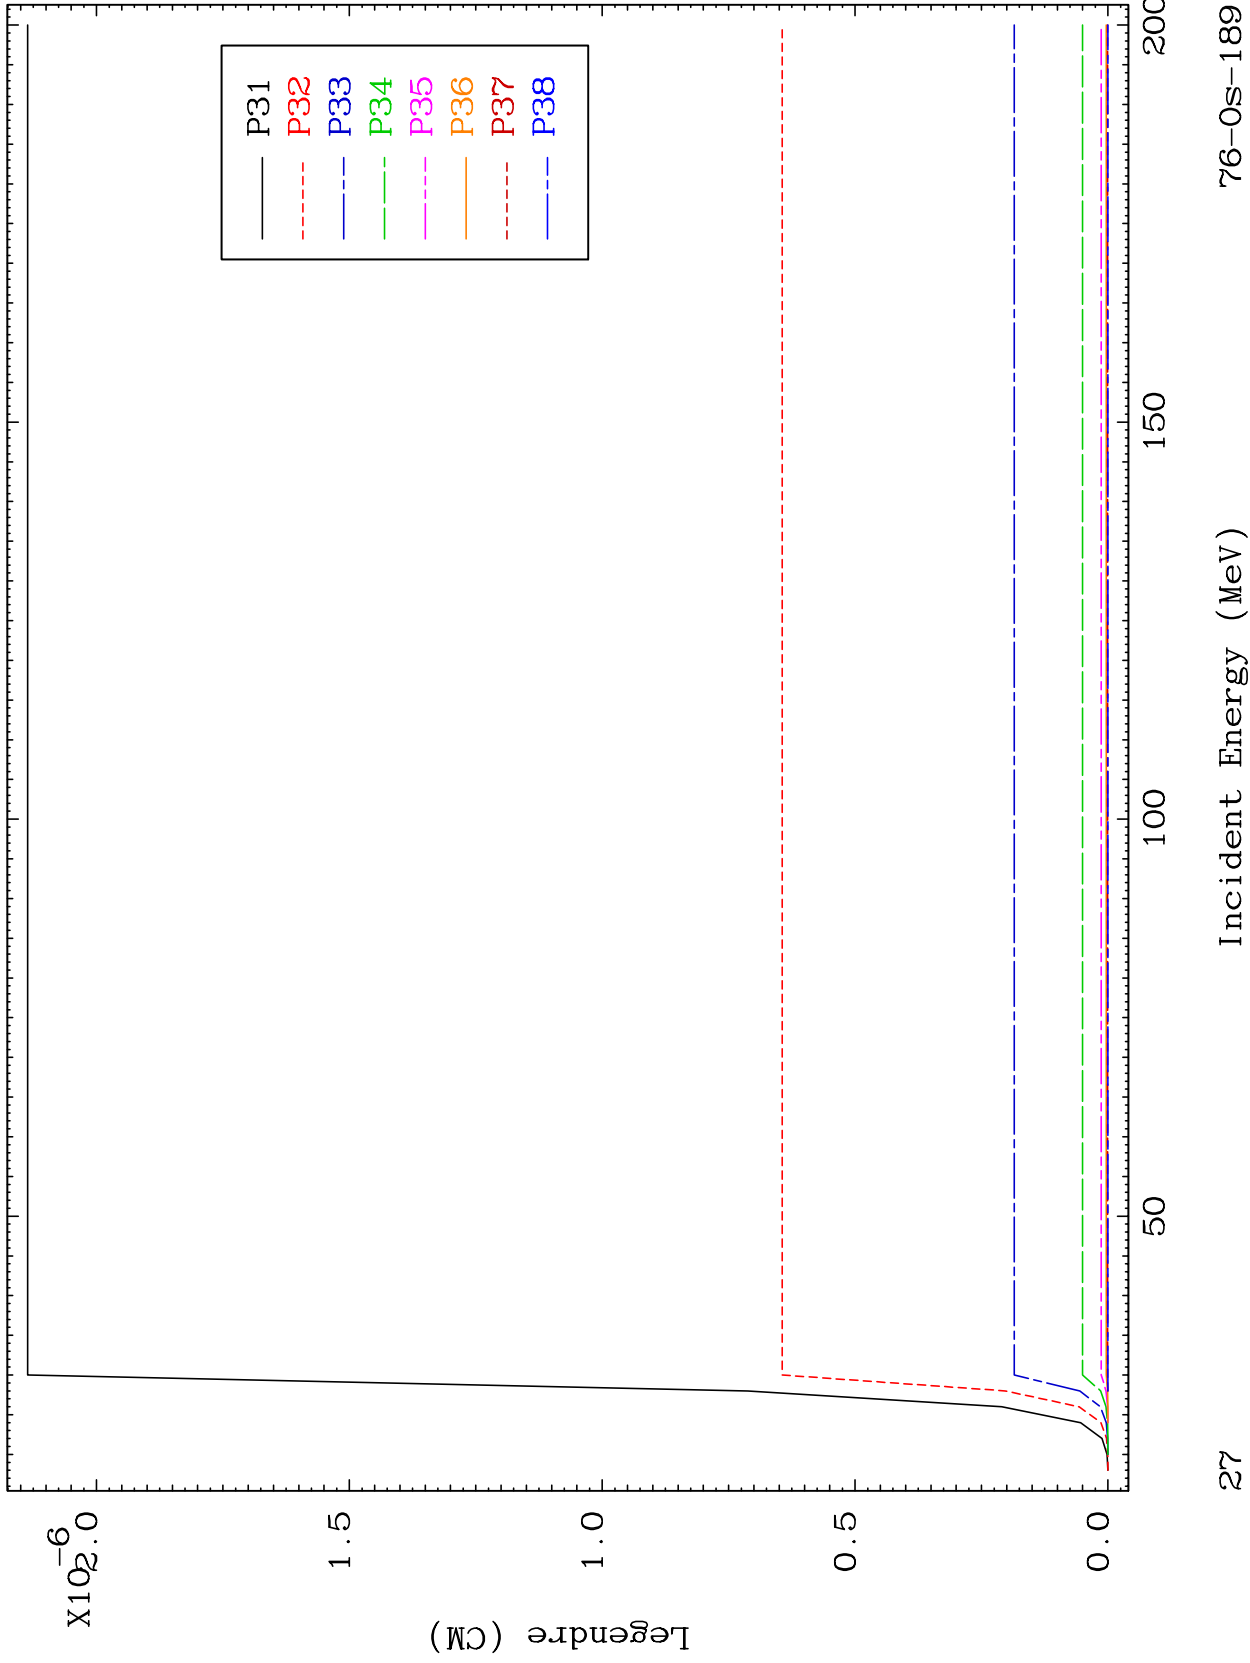 X10-6
2.0
1.5
1.0
0.5
0.0
Legendre (CM)
P31
P32
P33
P34
P35
P36
P37
P38
50
100
150
200
Incident Energy (MeV)
27
76-Os-189